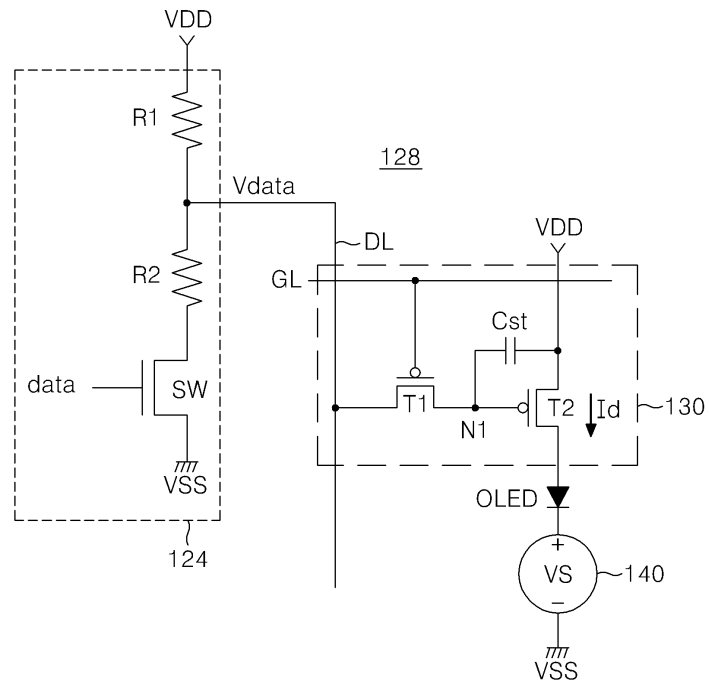 VDD
R1
128
Vdata
VDD
DL
R2
GL
Cst
data
SW
T1
T2
Id
130
N1
VSS
OLED
124
+
VS
140
−
VSS